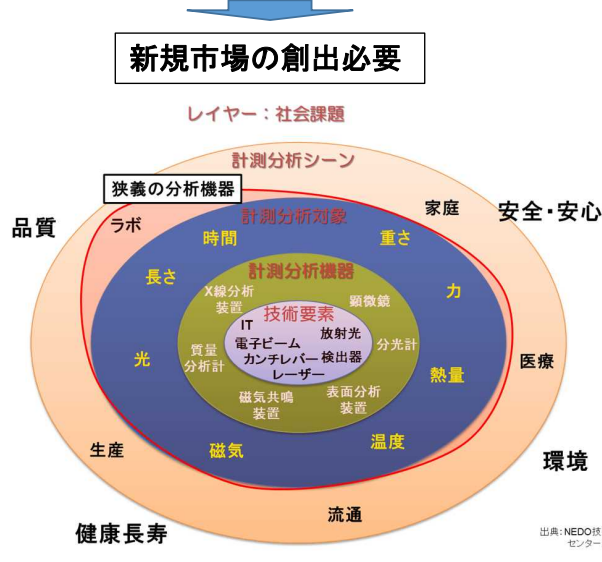 新規市場の創出必要
レイヤー：社会課題
計測分析シーン
狭義の分析機器
品質
ラボ
家庭
安全・安心
計測分析対象
時間
重さ
長さ
計測分析機器
力
X線分析
装置
顕微鏡
技術要素
IT
放射光
電子ビーム
カンチレバー
検出器
レーザー
光
質量
分析計
分光計
熱量
医療
磁気共鳴
装置
表面分析
装置
生産
磁気
温度
環境
流通
健康長寿
出典：NEDO技
センター